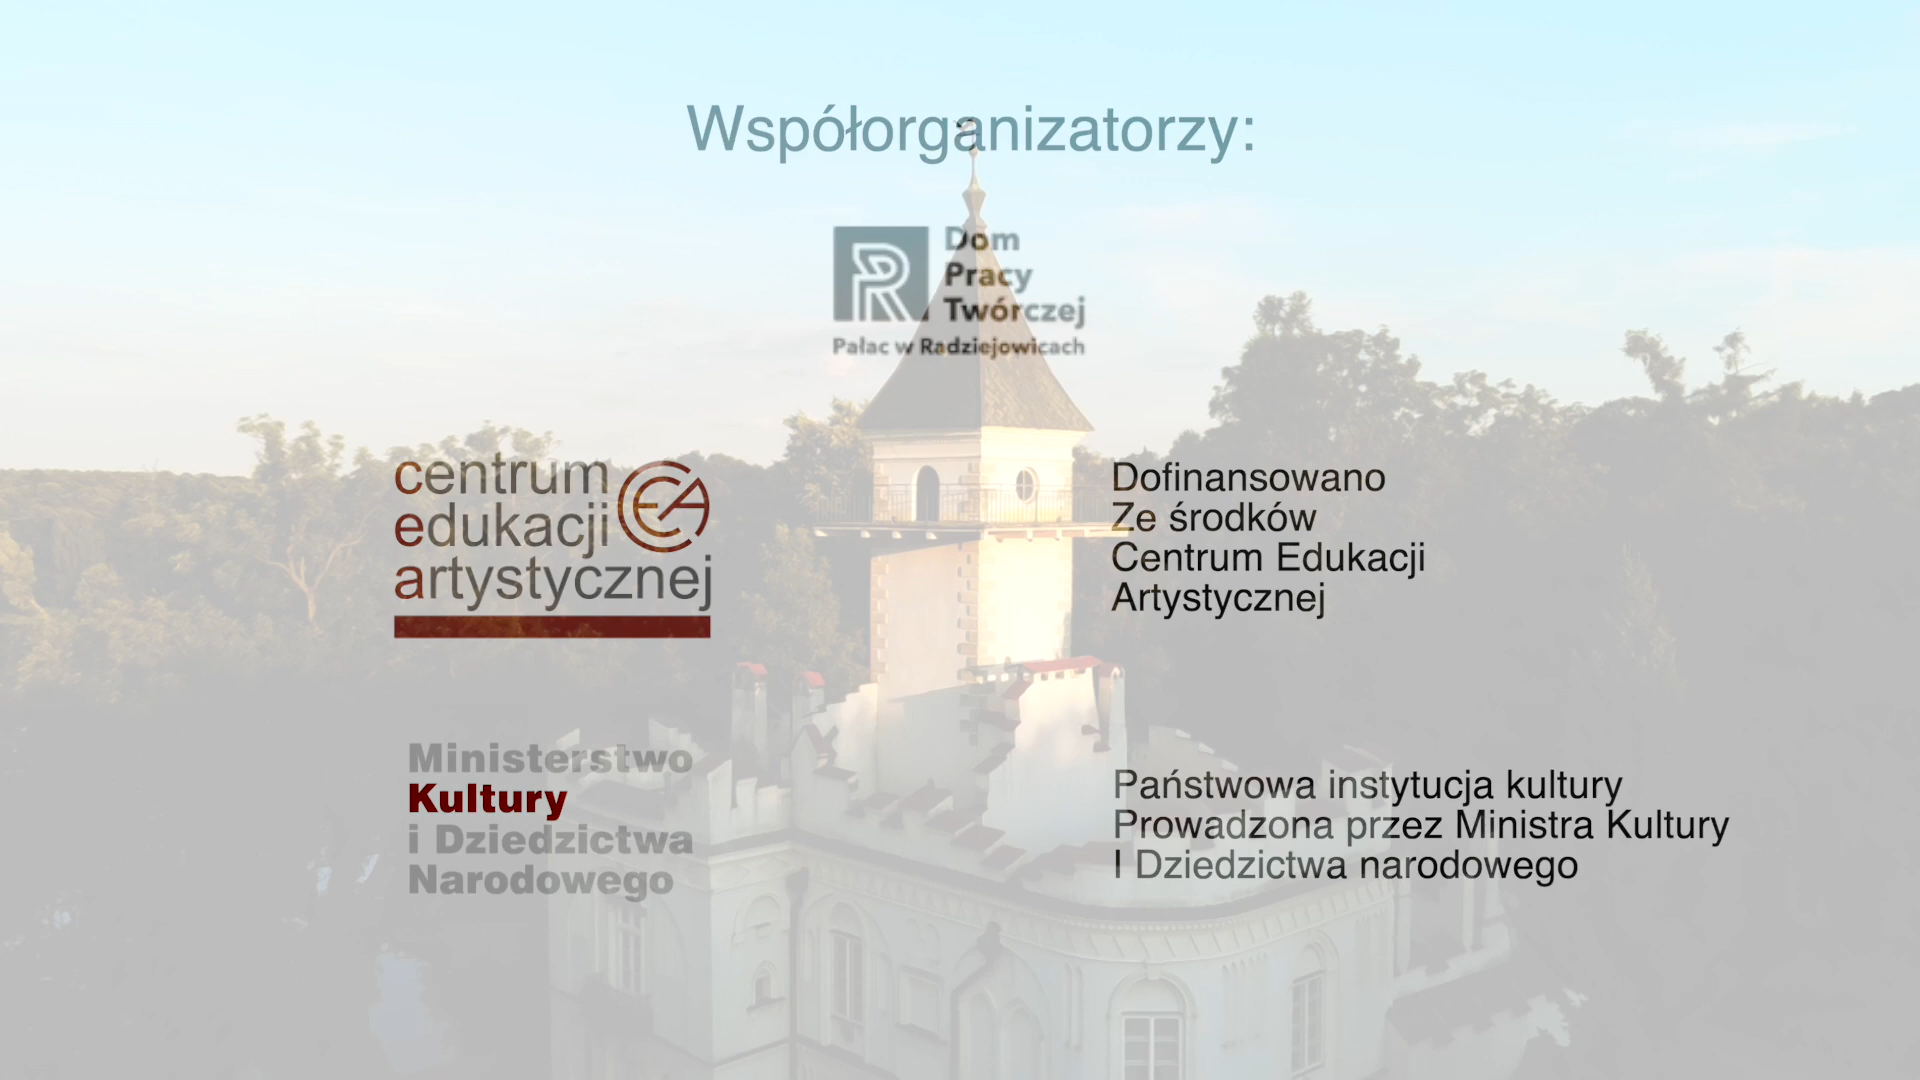 Współorganizatorzy:
Dom
Pracy
Twórczej
Pałac w Radziejowicach
centrum
edukacji
artystycznej
CEA
Dofinansowano
Ze środków
Centrum Edukacji
Artystycznej
Ministerstwo
Kultury
i Dziedzictwa
Narodowego
Państwowa instytucja kultury
Prowadzona przez Ministra Kultury
I Dziedzictwa narodowego